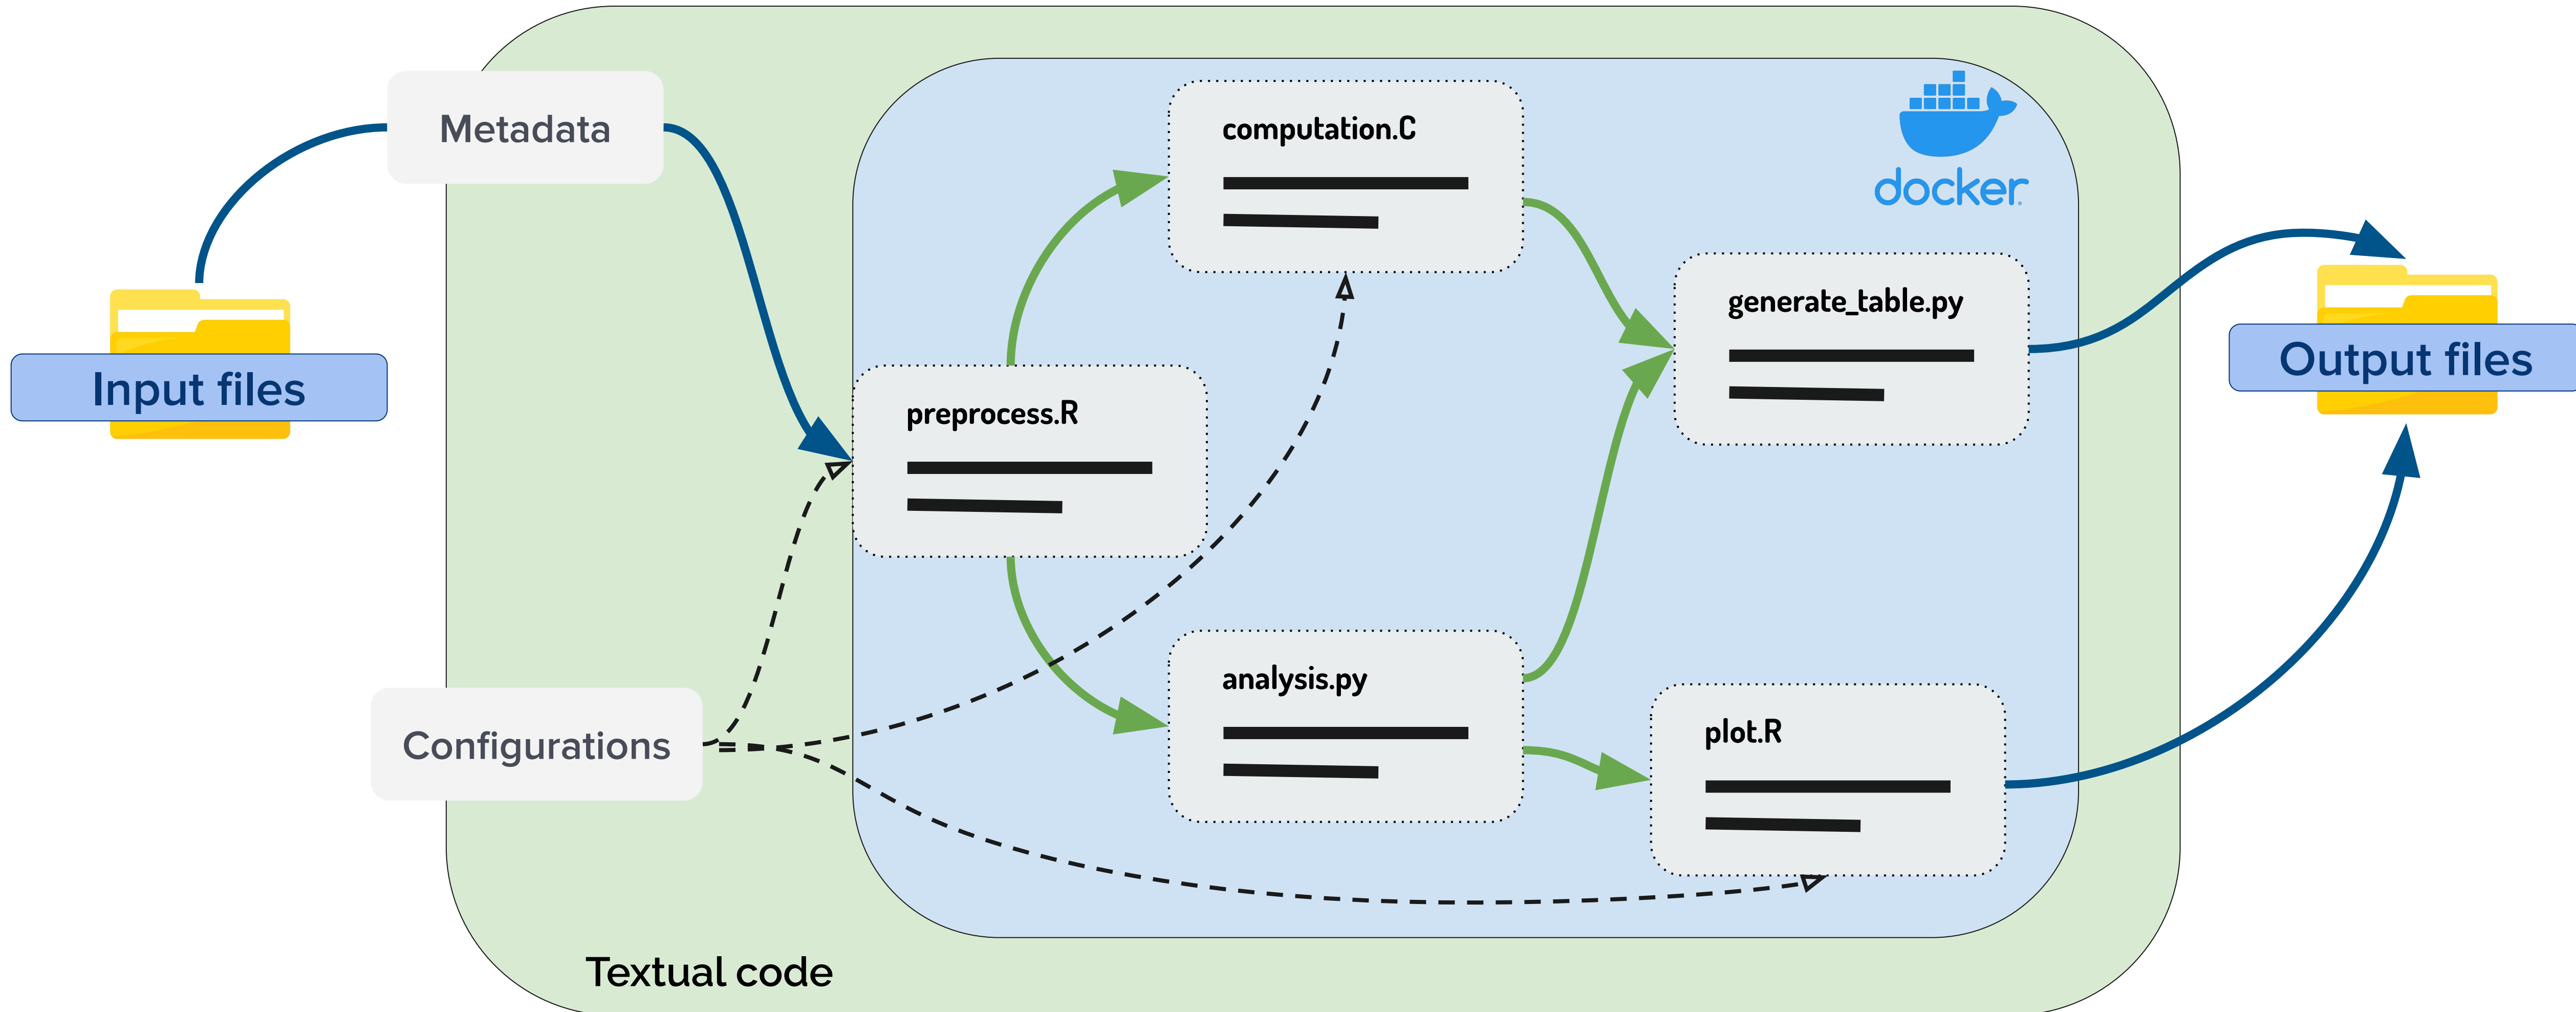 Metadata
computation.C
docker
generate_table.py
Input files
Output files
preprocess.R
analysis.py
Configurations
plot.R
Textual code